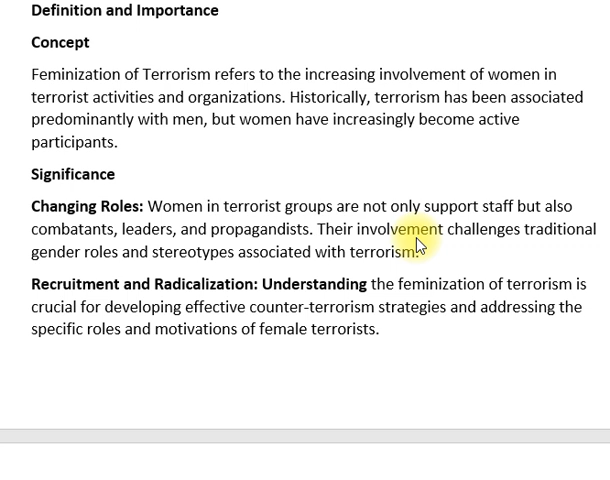 Definition and Importance
Concept
Feminization of Terrorism refers to the increasing involvement of women in
terrorist activities and organizations. Historically, terrorism has been associated
predominantly with men, but women have increasingly become active
participants.
Significance
Changing Roles: Women in terrorist groups are not only support staff but also
combatants, leaders, and propagandists. Their involvement challenges traditional
gender roles and stereotypes associated with terrorism.
Recruitment and Radicalization: Understanding the feminization of terrorism is
crucial for developing effective counter-terrorism strategies and addressing the
specific roles and motivations of female terrorists.